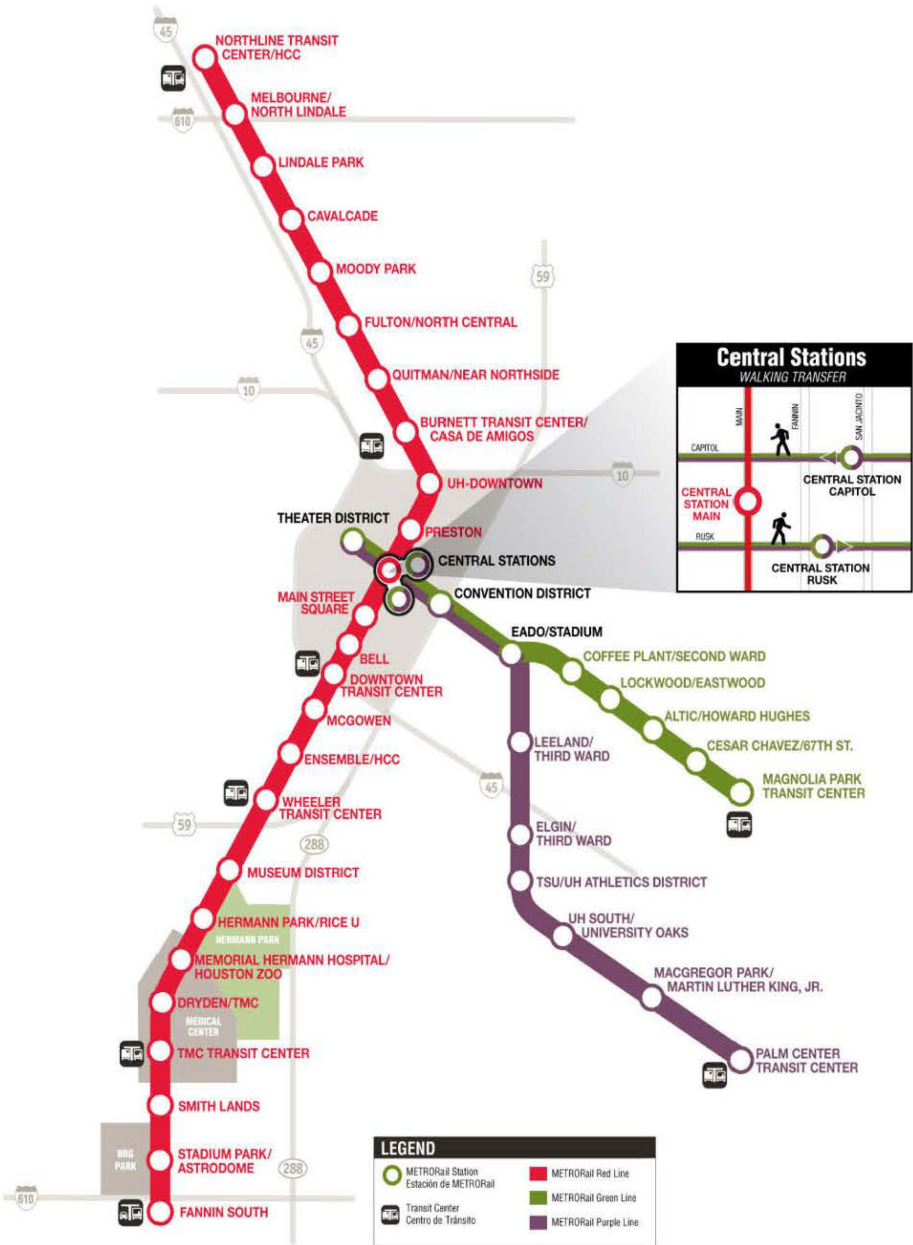 45
NORTHLINE TRANSIT
CENTER/HCC
MELBOURNE/
NORTH LINDALE
610
LINDALE PARK
CAVALCADE
MOODY PARK
59
FULTON/NORTH CENTRAL
45
QUITMAN/NEAR NORTHSIDE
10
BURNETT TRANSIT CENTER/
CASA DE AMIGOS
10
UH-DOWNTOWN
THEATER DISTRICT
PRESTON
CENTRAL STATIONS
CONVENTION DISTRICT
MAIN STREET
SQUARE
EADO/STADIUM
BELL
DOWNTOWN
TRANSIT CENTER
MCGOWEN
ENSEMBLE/HCC
WHEELER
TRANSIT CENTER
59
288
45
COFFEE PLANT/SECOND WARD
LOCKWOOD/EASTWOOD
ALTIC/HOWARD HUGHES
CESAR CHAVEZ/67TH ST.
MAGNOLIA PARK
TRANSIT CENTER
LEELAND/
THIRD WARD
ELGIN/
THIRD WARD
TSU/UH ATHLETICS DISTRICT
UH SOUTH/
UNIVERSITY OAKS
MACGREGOR PARK/
MARTIN LUTHER KING, JR.
PALM CENTER
TRANSIT CENTER
MUSEUM DISTRICT
HERMANN PARK/RICE U
HERMANN PARK
MEMORIAL HERMANN HOSPITAL/
HOUSTON ZOO
DRYDEN/TMC
MEDICAL
CENTER
TMC TRANSIT CENTER
SMITH LANDS
NRG
PARK
STADIUM PARK/
ASTRODOME
288
610
FANNIN SOUTH
Central Stations
WALKING TRANSFER
MAIN
FANNIN
SAN JACINTO
CAPITOL
CENTRAL STATION
CAPITOL
CENTRAL
STATION
MAIN
RUSK
CENTRAL STATION
RUSK
LEGEND
METRORail Station
Estación de METRORail
Transit Center
Centro de Tránsito
METRORail Red Line
METRORail Green Line
METRORail Purple Line